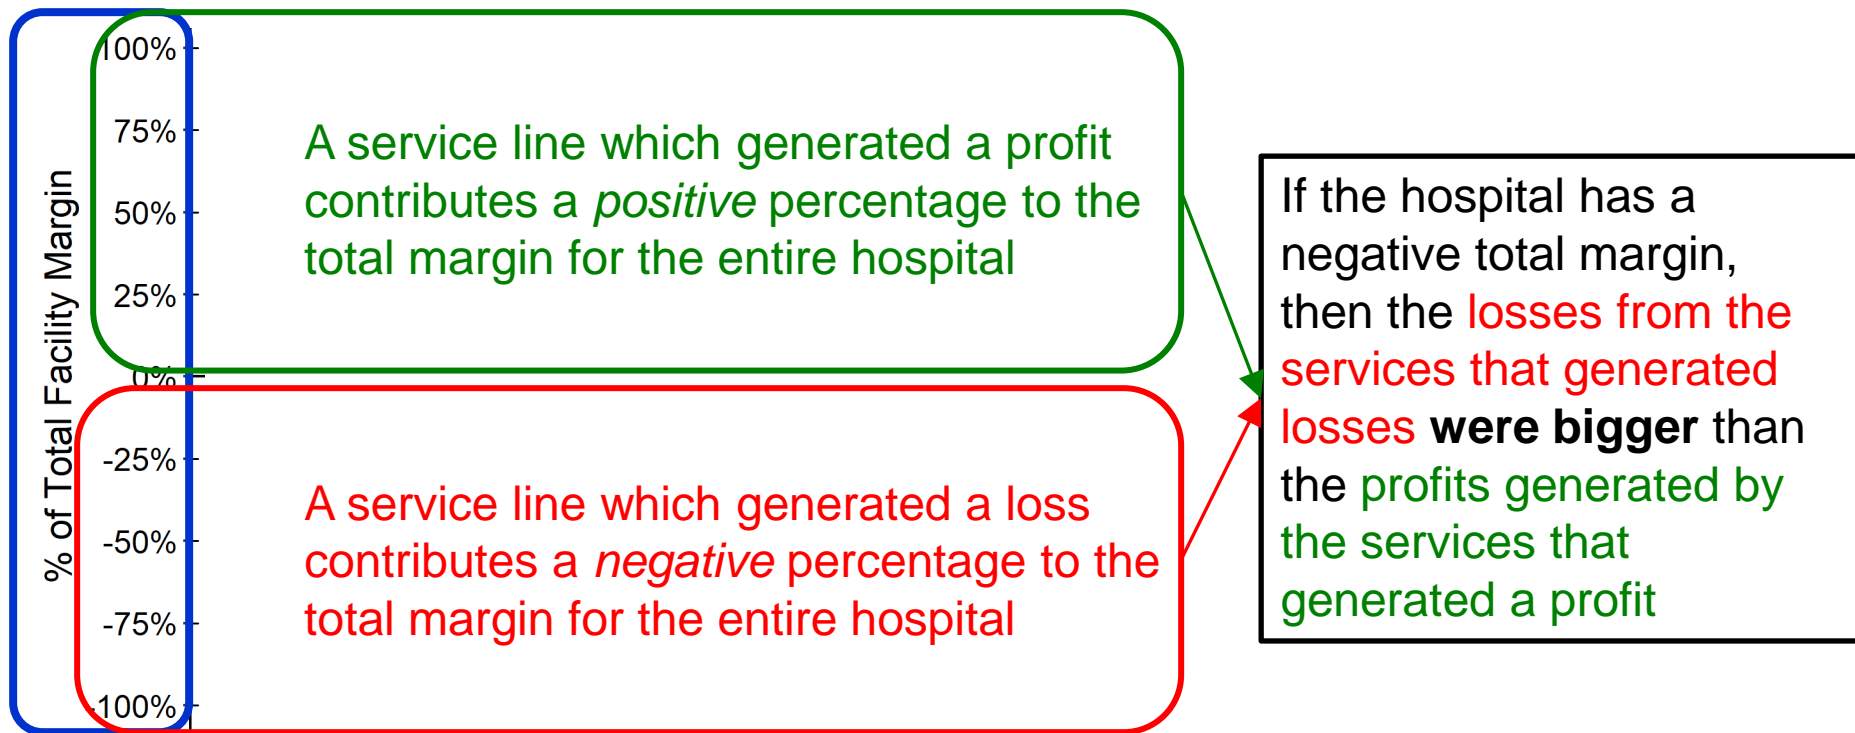 % of Total Facility Margin
100%
75%
50%
25%
0%
-25%
-50%
-75%
-100%
A service line which generated a profit
contributes a positive percentage to the
total margin for the entire hospital
A service line which generated a loss
contributes a negative percentage to the
total margin for the entire hospital
If the hospital has a
negative total margin,
then the losses from the
services that generated
losses were bigger than
the profits generated by
the services that
generated a profit